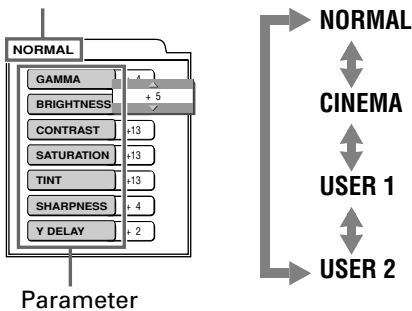 NORMAL
GAMMA + 4
+ 5
BRIGHTNESS
CONTRAST +13
SATURATION +13
TINT +13
SHARPNESS + 4
Y DELAY + 2
Parameter
NORMAL
CINEMA
USER 1
USER 2